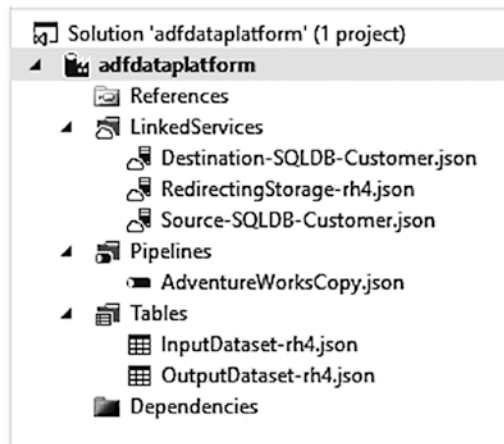 Solution 'adfdataplatform' (1 project)
adfdataplatform
References
LinkedServices
Destination-SQLDB-Customer.json
RedirectingStorage-rh4.json
Source-SQLDB-Customer.json
Pipelines
AdventureWorksCopy.json
Tables
InputDataset-rh4.json
OutputDataset-rh4.json
Dependencies